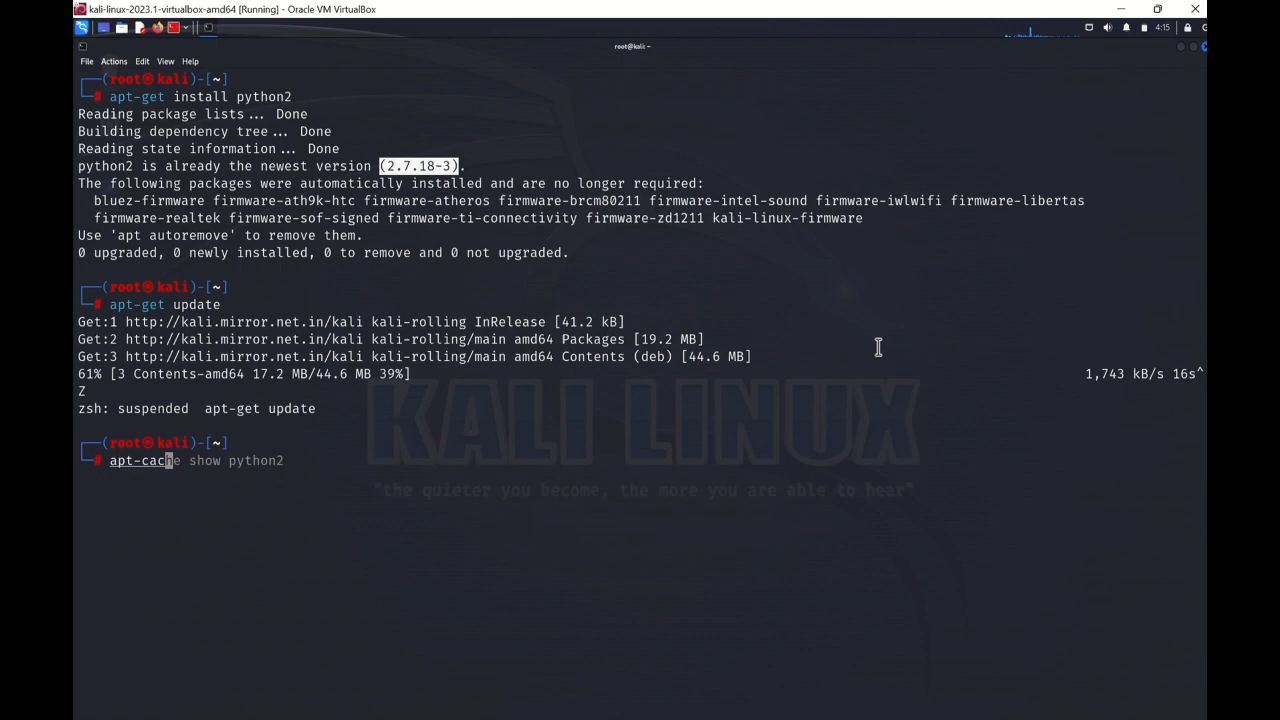 kali-linux-2023.1-virtualbox-amd64 [Running] - Oracle VM VirtualBox
4:15
root@kali: ~
File Actions Edit View Help
┌──(root㉿kali)-[~]
└─# apt-get install python2
Reading package lists... Done
Building dependency tree... Done
Reading state information... Done
python2 is already the newest version (2.7.18-3).
The following packages were automatically installed and are no longer required:
bluez-firmware firmware-ath9k-htc firmware-atheros firmware-brcm80211 firmware-intel-sound firmware-iwlwifi firmware-libertas
firmware-realtek firmware-sof-signed firmware-ti-connectivity firmware-zd1211 kali-linux-firmware
Use 'apt autoremove' to remove them.
0 upgraded, 0 newly installed, 0 to remove and 0 not upgraded.
┌──(root㉿kali)-[~]
└─# apt-get update
Get:1 http://kali.mirror.net.in/kali kali-rolling InRelease [41.2 kB]
Get:2 http://kali.mirror.net.in/kali kali-rolling/main amd64 Packages [19.2 MB]
Get:3 http://kali.mirror.net.in/kali kali-rolling/main amd64 Contents (deb) [44.6 MB]
61% [3 Contents-amd64 17.2 MB/44.6 MB 39%] 1,743 kB/s 16s^
Z
zsh: suspended  apt-get update
┌──(root㉿kali)-[~]
└─# apt-cache show python2
KALI LINUX
"the quieter you become, the more you are able to hear"